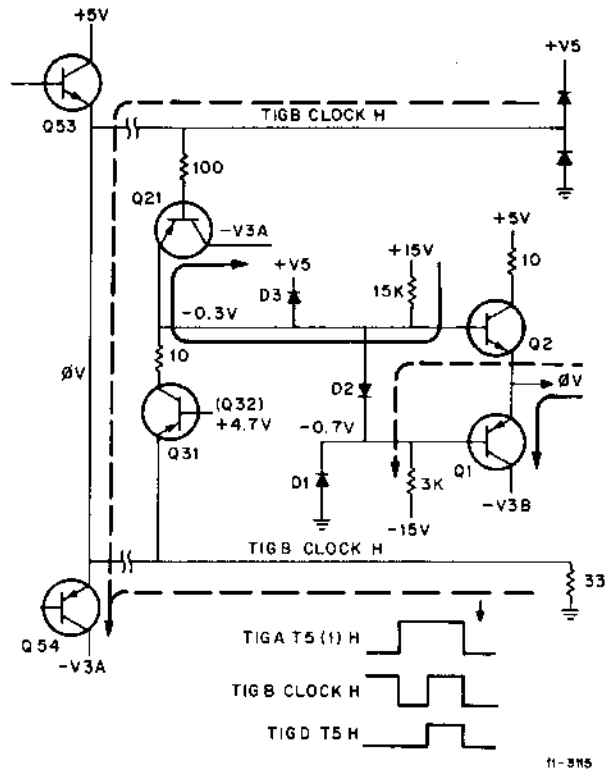 +5V
+V5
Q53
TIGB CLOCK H
100
Q21
-V3A
+5V
+V5
+15V
10
D3
15K
-0.3V
Q2
10
ØV
D2
ØV
(Q32)
+4.7V
-0.7V
Q31
D1
3K
Q1
-V3B
-15V
TIGB CLOCK H
33
Q54
-V3A
TIGA T5(1) H
TIGB CLOCK H
TIGD T5 H
11-3115